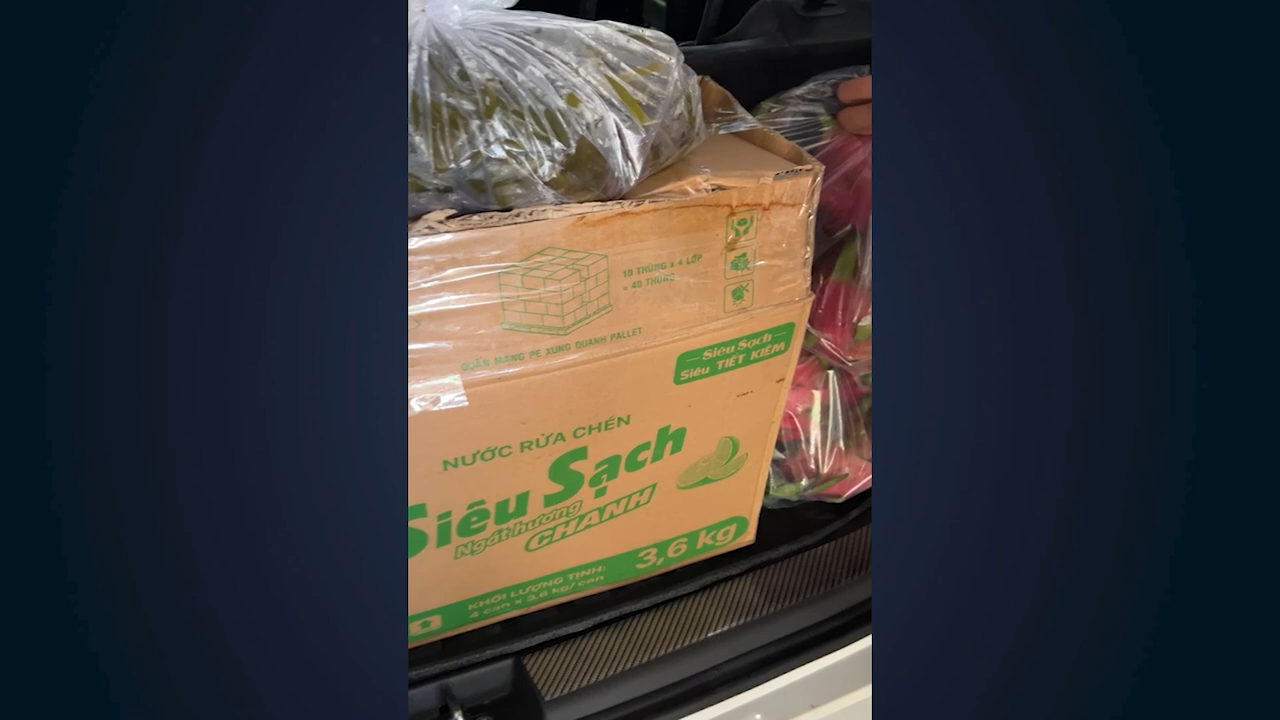 10 THÙNG x 4 LỚP
= 40 THÙNG
QUẤN MÀNG PE XUNG QUANH PALLET
Siêu Sạch
Siêu TIẾT KIỆM
NƯỚC RỬA CHÉN
Siêu Sạch
Ngát hương
CHANH
3,6 kg
KHỐI LƯỢNG TỊNH:
4 can x 3,6 kg/can